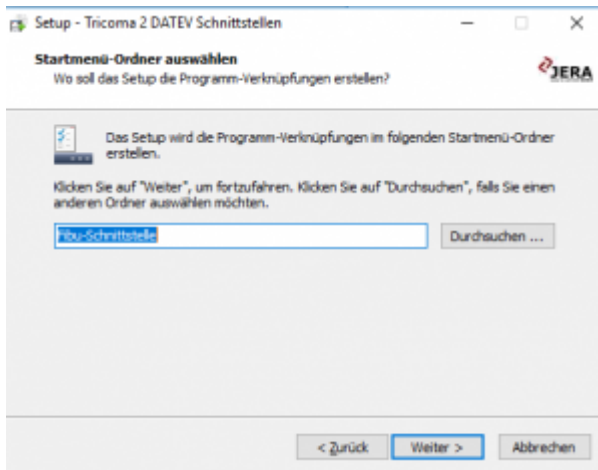 Setup - Tricoma 2 DATEV Schnittstellen
Startmenü-Ordner auswählen
Wo soll das Setup die Programm-Verknüpfungen erstellen?
JERA
Das Setup wird die Programm-Verknüpfungen im folgenden Startmenü-Ordner
erstellen.
Klicken Sie auf "Weiter", um fortzufahren. Klicken Sie auf "Durchsuchen", falls Sie einen
anderen Ordner auswählen möchten.
Fibu-Schnittstelle
Durchsuchen ...
< Zurück
Weiter >
Abbrechen